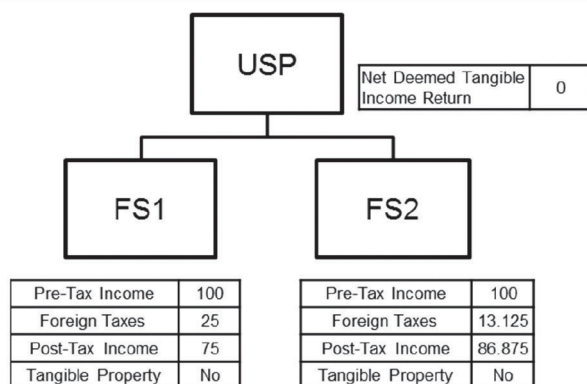 USP
Net Deemed Tangible
Income Return
0
FS1
FS2
Pre-Tax Income 100
Foreign Taxes 25
Post-Tax Income 75
Tangible Property No
Pre-Tax Income 100
Foreign Taxes 13.125
Post-Tax Income 86.875
Tangible Property No